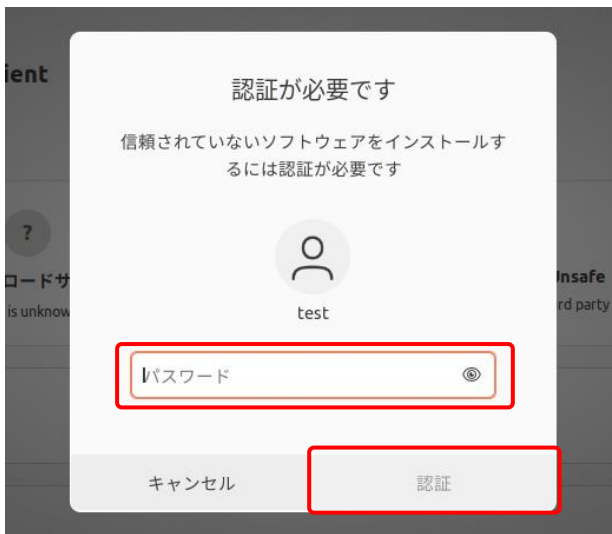 ient
認証が必要です
信頼されていないソフトウェアをインストールす
るには認証が必要です
?
ロードサ
Unsafe
is unknow
rd party
test
パスワード
キャンセル
認証